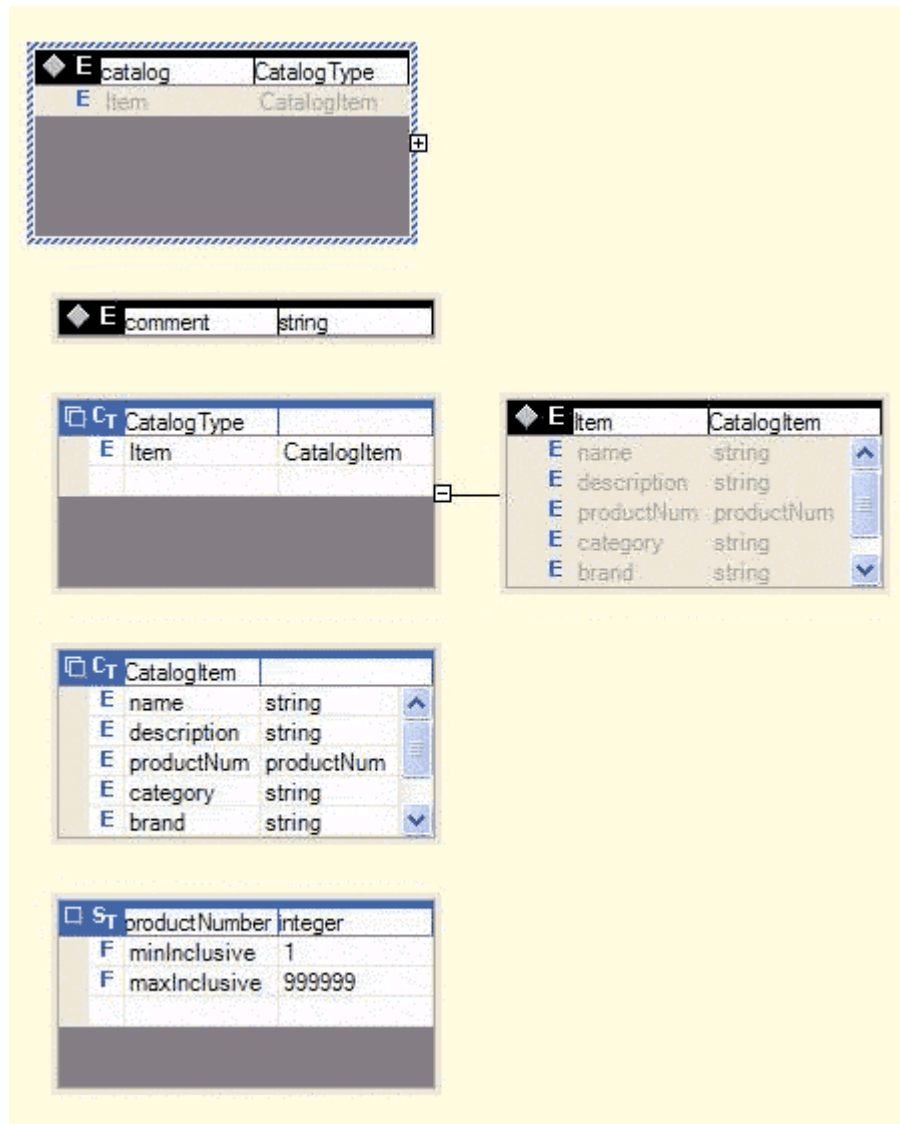 E catalog CatalogType
E Item CatalogItem
E comment string
CT CatalogType
E Item CatalogItem
E Item CatalogItem
E name string
E description string
E productNum productNum
E category string
E brand string
CT CatalogItem
E name string
E description string
E productNum productNum
E category string
E brand string
ST productNumber integer
F minInclusive 1
F maxInclusive 999999